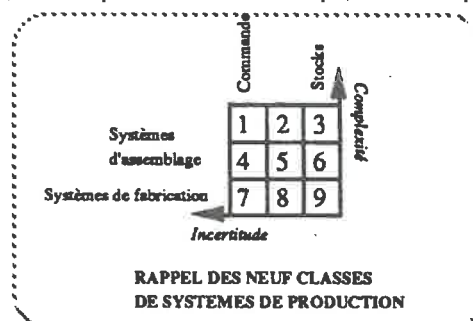 Commande
Stocks
Complexité
1 2 3
Systèmes
d'assemblage
4 5 6
Systèmes de fabrication
7 8 9
Incertitude
RAPPEL DES NEUF CLASSES
DE SYSTEMES DE PRODUCTION